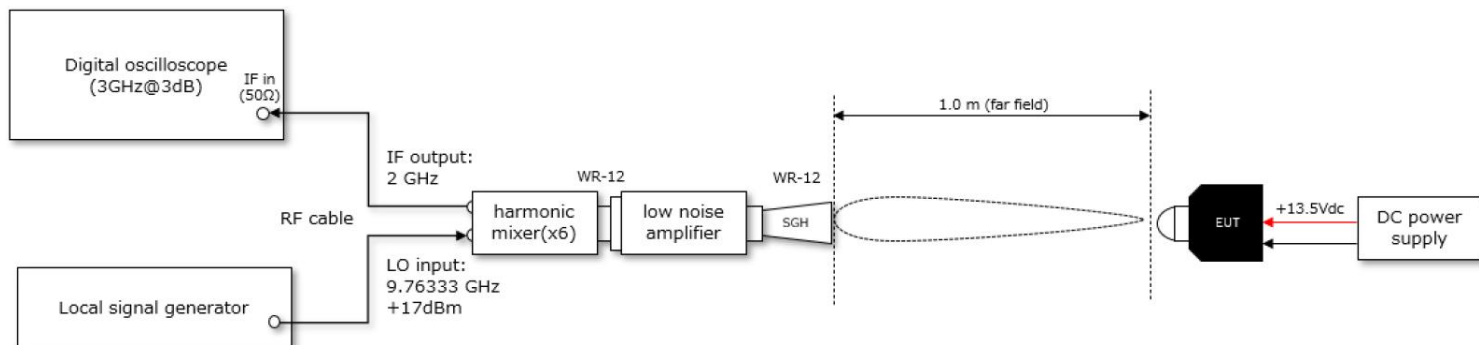 Digital oscilloscope
(3GHz@3dB)
IF in
(50Ω)
1.0 m (far field)
IF output:
2 GHz
WR-12
WR-12
RF cable
harmonic
mixer(x6)
low noise
amplifier
SGH
EUT
+13.5Vdc
DC power
supply
LO input:
9.76333 GHz
+17dBm
Local signal generator